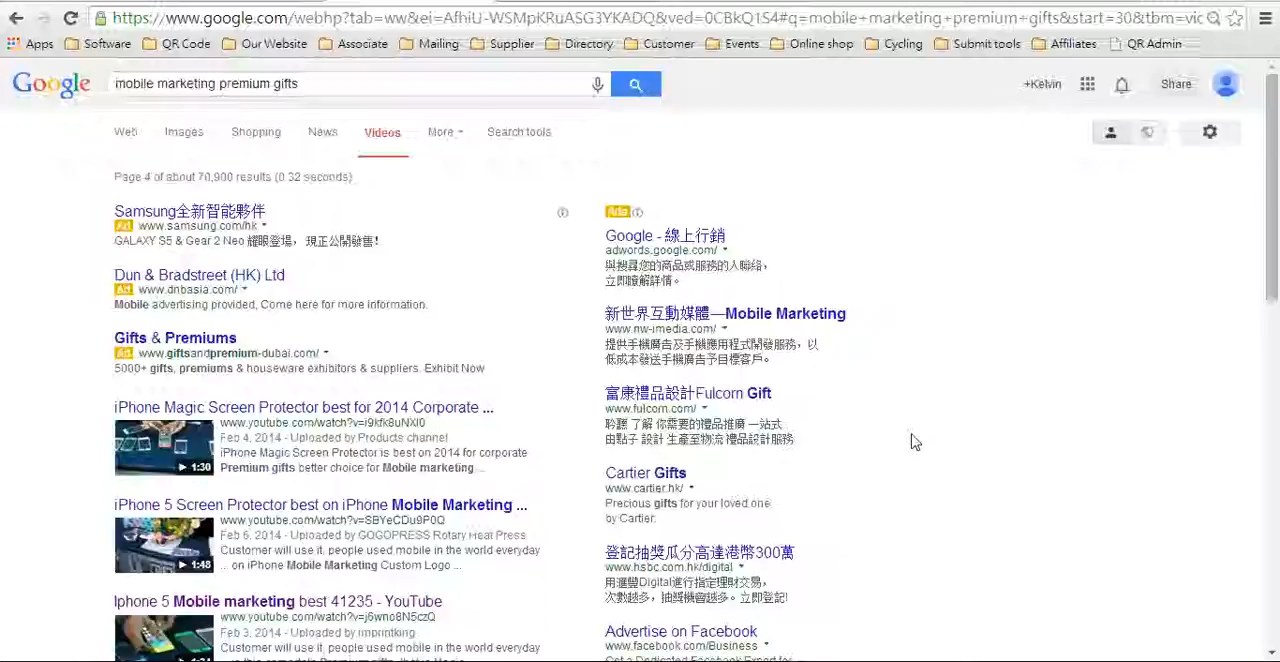 https://www.google.com/webhp?tab=ww&ei=AfhiU-WSMpKRuASG3YKADQ&ved=0CBkQ1S4#q=mobile+marketing+premium+gifts&start=30&tbm=vic
Apps Software QR Code Our Website Associate Mailing Supplier Directory Customer Events Online shop Cycling Submit tools Affiliates QR Admin
Google mobile marketing premium gifts +Kelvin Share
Web Images Shopping News Videos More Search tools
Page 4 of about 70,900 results (0.32 seconds)
Samsung全新智能夥伴
Ad www.samsung.com/hk
GALAXY S5 & Gear 2 Neo 耀眼登場，現正公開發售！
Dun & Bradstreet (HK) Ltd
Ad www.dnbasia.com/
Mobile advertising provided, Come here for more information.
Gifts & Premiums
Ad www.giftsandpremium-dubai.com/
5000+ gifts, premiums & houseware exhibitors & suppliers. Exhibit Now
iPhone Magic Screen Protector best for 2014 Corporate ...
www.youtube.com/watch?v=i9kfk8uNXI0
Feb 4, 2014 - Uploaded by Products channel
iPhone Magic Screen Protector is best on 2014 for corporate
Premium gifts better choice for Mobile marketing ...
1:30
iPhone 5 Screen Protector best on iPhone Mobile Marketing ...
www.youtube.com/watch?v=SBYeCDu9P0Q
Feb 5, 2014 - Uploaded by GOGOPRESS Rotary Heat Press
Customer will use it, people used mobile in the world everyday
... on iPhone Mobile Marketing Custom Logo ...
1:48
Iphone 5 Mobile marketing best 41235 - YouTube
www.youtube.com/watch?v=j6wno8N5czQ
Feb 3, 2014 - Uploaded by imprintking
Customer will use it, people used mobile in the world everyday
Ads
Google - 線上行銷
adwords.google.com/
與搜尋您的商品或服務的人聯絡，
立即瞭解詳情。
新世界互動媒體—Mobile Marketing
www.nw-imedia.com/
提供手機廣告及手機應用程式開發服務，以
低成本發送手機廣告予目標客戶。
富康禮品設計Fulcorn Gift
www.fulcorn.com/
聆聽 了解 你需要的禮品推廣 一站式
由點子 設計 生產至物流 禮品設計服務
Cartier Gifts
www.cartier.hk/
Precious gifts for your loved one
by Cartier.
登記抽獎瓜分高達港幣300萬
www.hsbc.com.hk/digital
用滙豐Digital進行指定理財交易，
次數越多，抽獎機會越多。立即登記!
Advertise on Facebook
www.facebook.com/Business